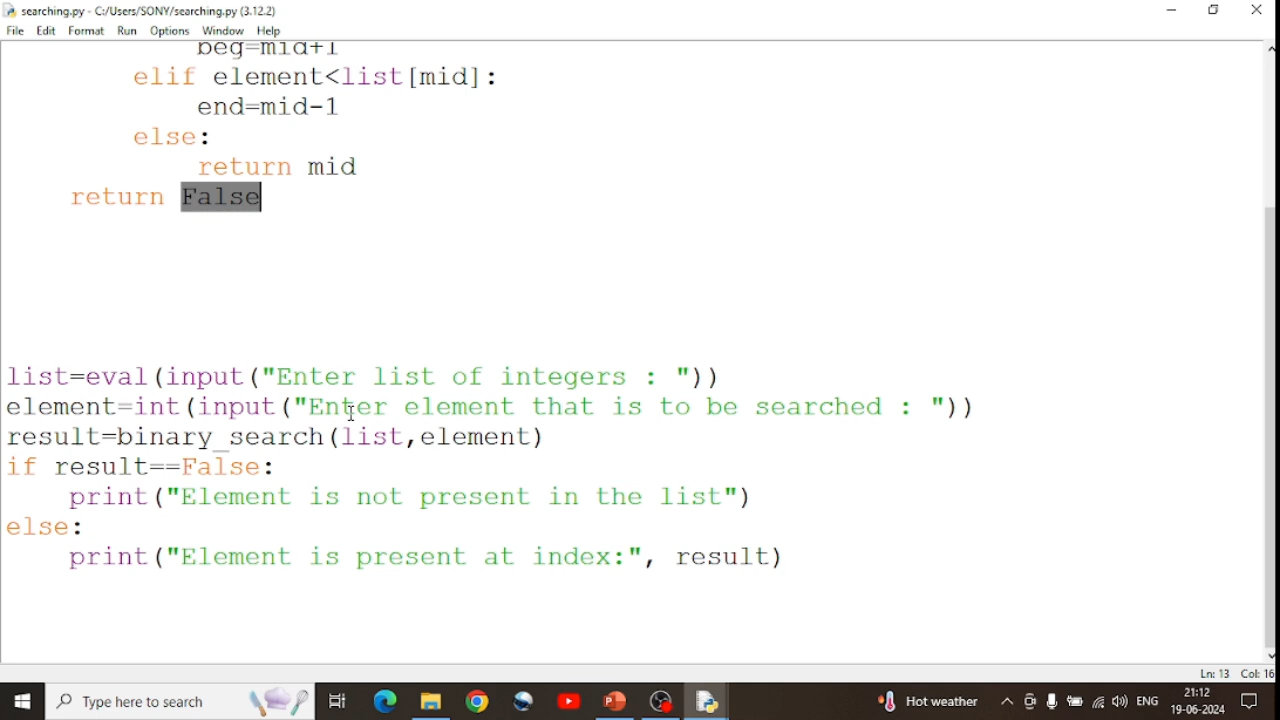 searching.py - C:/Users/SONY/searching.py (3.12.2)
File Edit Format Run Options Window Help
beg=mid+1
elif element<list[mid]:
end=mid-1
else:
return mid
return False
list=eval(input("Enter list of integers : "))
element=int(input("Enter element that is to be searched : "))
result=binary_search(list,element)
if result==False:
print("Element is not present in the list")
else:
print("Element is present at index:", result)
Ln: 13 Col: 16
Type here to search
Hot weather
ENG
21:12
19-06-2024